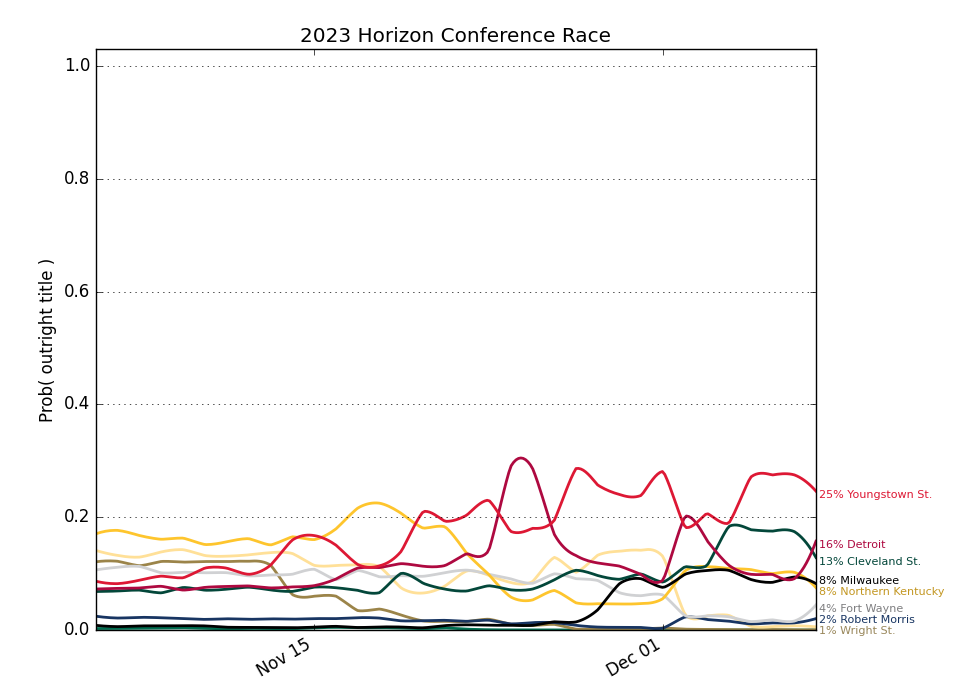 2023 Horizon Conference Race
Prob( outright title )
1.0
0.8
0.6
0.4
0.2
0.0
Nov 15
Dec 01
25% Youngstown St.
16% Detroit
13% Cleveland St.
8% Milwaukee
8% Northern Kentucky
4% Fort Wayne
2% Robert Morris
1% Wright St.